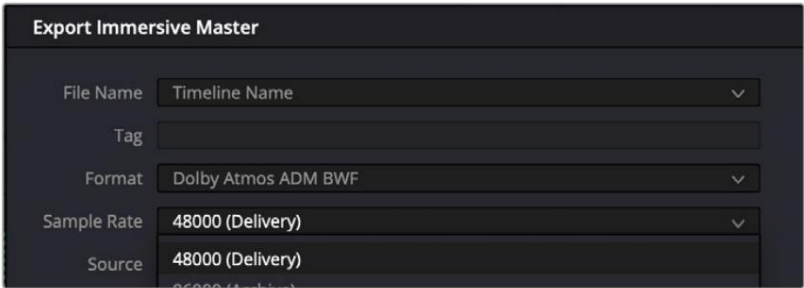 Export Immersive Master
File Name Timeline Name
Tag
Format Dolby Atmos ADM BWF
Sample Rate 48000 (Delivery)
Source 48000 (Delivery)